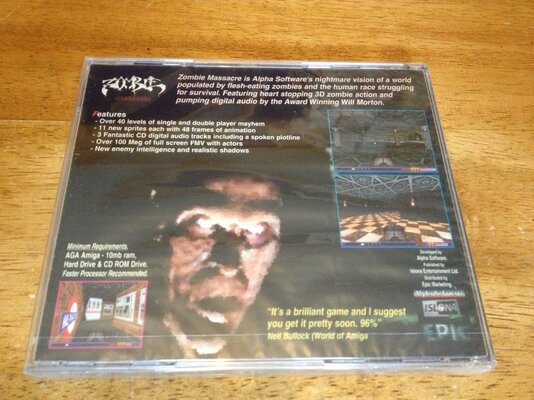 ZOMBIE
massacre
Zombie Massacre is Alpha Software's nightmare vision of a world
populated by flesh-eating zombies and the human race struggling
for survival. Featuring heart stopping 3D zombie action and
pumping digital audio by the Award Winning Will Morton.
Features
- Over 40 levels of single and double player mayhem
- 11 new sprites each with 48 frames of animation
- 3 Fantastic CD digital audio tracks including a spoken plotline
- Over 100 Meg of full screen FMV with actors
- New enemy intelligence and realistic shadows
Minimum Requirements.
AGA Amiga - 10mb ram,
Hard Drive & CD ROM Drive.
Faster Processor Recommended.
Developed by
Alpha Software.
Published by
Islona Entertainment Ltd.
Distributed by
Epic Marketing.
ISLONA
EPIC
"It's a brilliant game and I suggest
you get it pretty soon. 96%"
Neil Bullock (World of Amiga